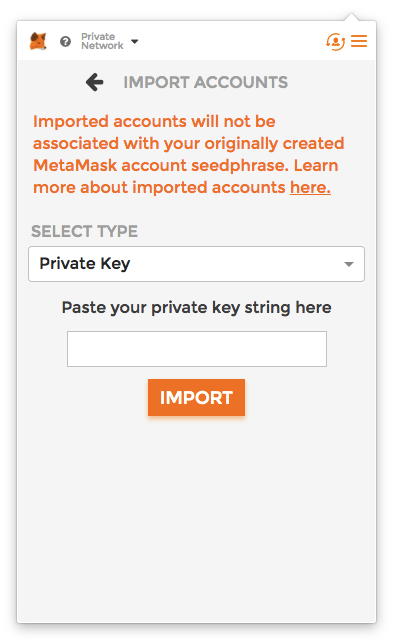 Private
Network
IMPORT ACCOUNTS
Imported accounts will not be
associated with your originally created
MetaMask account seedphrase. Learn
more about imported accounts here.
SELECT TYPE
Private Key
Paste your private key string here
IMPORT